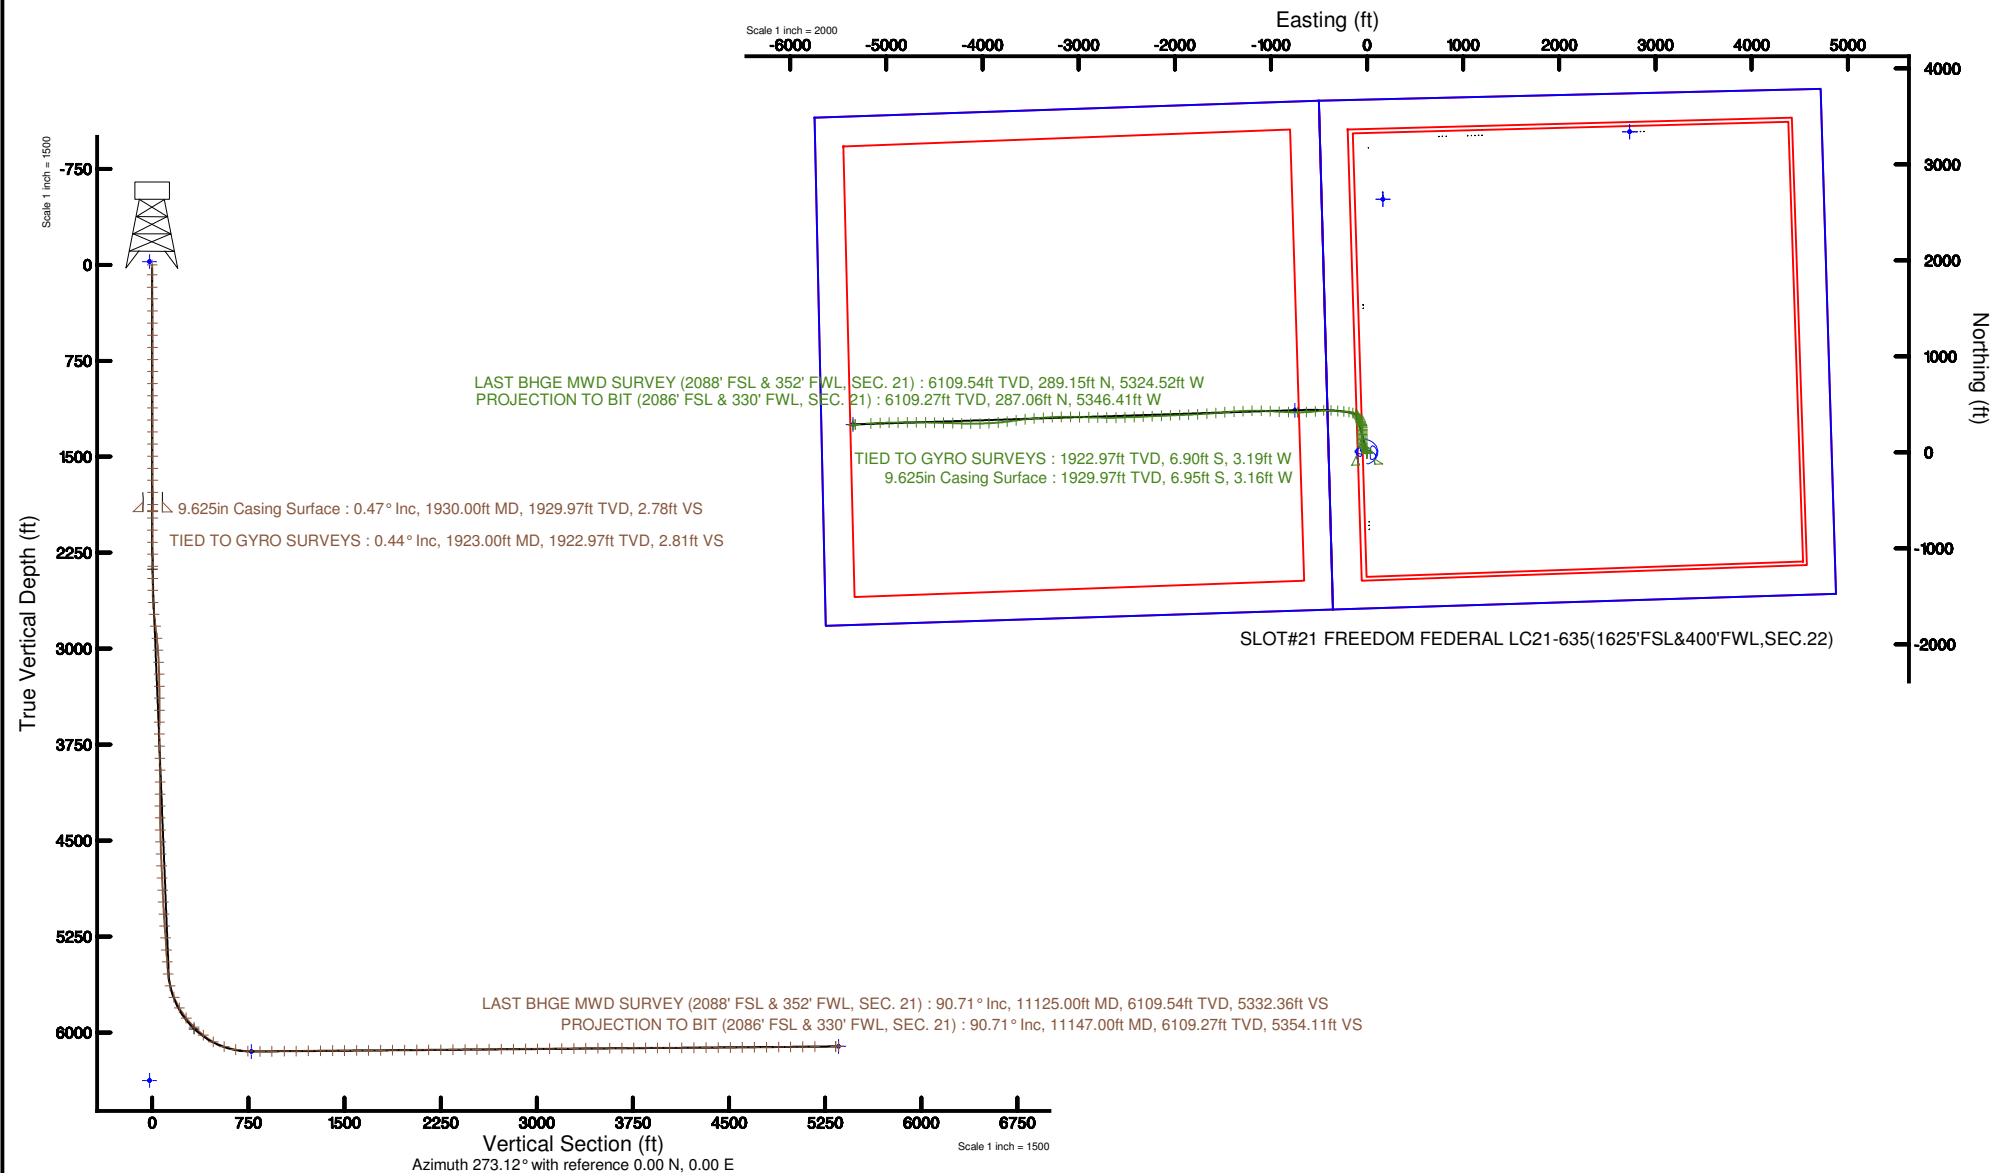 Easting (ft)
Scale 1 inch = 2000
-6000 -5000 -4000 -3000 -2000 -1000 0 1000 2000 3000 4000 5000
4000
3000
2000
1000
0
-1000
-2000
Northing (ft)
Scale 1 inch = 1500
-750
0
750
1500
2250
3000
3750
4500
5250
6000
True Vertical Depth (ft)
LAST BHGE MWD SURVEY (2088' FSL & 352' FWL, SEC. 21) : 6109.54ft TVD, 289.15ft N, 5324.52ft W
PROJECTION TO BIT (2086' FSL & 330' FWL, SEC. 21) : 6109.27ft TVD, 287.06ft N, 5346.41ft W
TIED TO GYRO SURVEYS : 1922.97ft TVD, 6.90ft S, 3.19ft W
9.625in Casing Surface : 1929.97ft TVD, 6.95ft S, 3.16ft W
9.625in Casing Surface : 0.47° Inc, 1930.00ft MD, 1929.97ft TVD, 2.78ft VS
TIED TO GYRO SURVEYS : 0.44° Inc, 1923.00ft MD, 1922.97ft TVD, 2.81ft VS
SLOT#21 FREEDOM FEDERAL LC21-635(1625'FSL&400'FWL,SEC.22)
LAST BHGE MWD SURVEY (2088' FSL & 352' FWL, SEC. 21) : 90.71° Inc, 11125.00ft MD, 6109.54ft TVD, 5332.36ft VS
PROJECTION TO BIT (2086' FSL & 330' FWL, SEC. 21) : 90.71° Inc, 11147.00ft MD, 6109.27ft TVD, 5354.11ft VS
0 750 1500 2250 3000 3750 4500 5250 6000 6750
Vertical Section (ft)
Scale 1 inch = 1500
Azimuth 273.12° with reference 0.00 N, 0.00 E